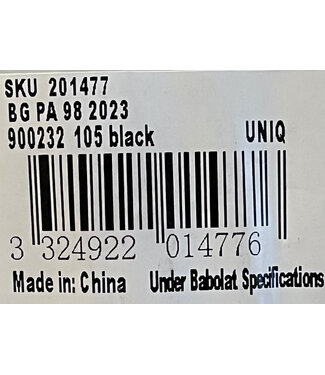 SKU 201477
BG PA 98 2023
900232 105 black UNIQ
3 324922 014776
Made in: China Under Babolat Specifications